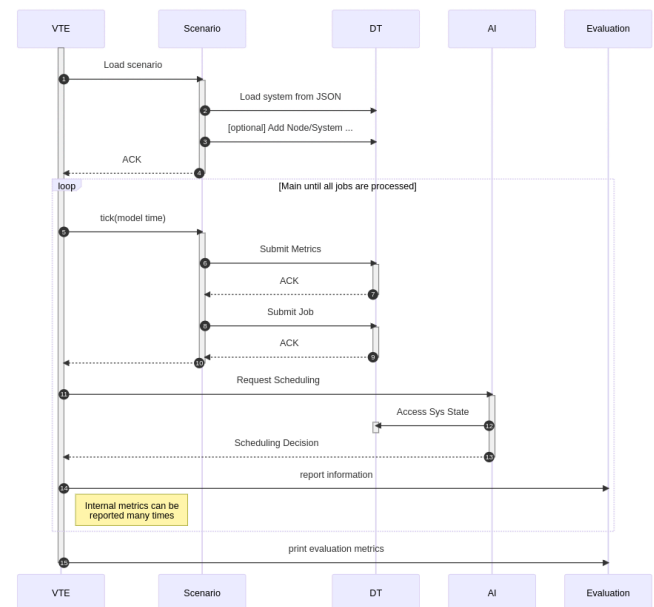 VTE Scenario DT AI Evaluation
Load scenario
1
Load system from JSON
2
[optional] Add Node/System ...
3
ACK
4
loop [Main until all jobs are processed]
tick(model time)
5
Submit Metrics
6
ACK
7
Submit Job
8
ACK
9
10
Request Scheduling
11
Access Sys State
12
Scheduling Decision
13
report information
14
Internal metrics can be
reported many times
print evaluation metrics
15
VTE Scenario DT AI Evaluation